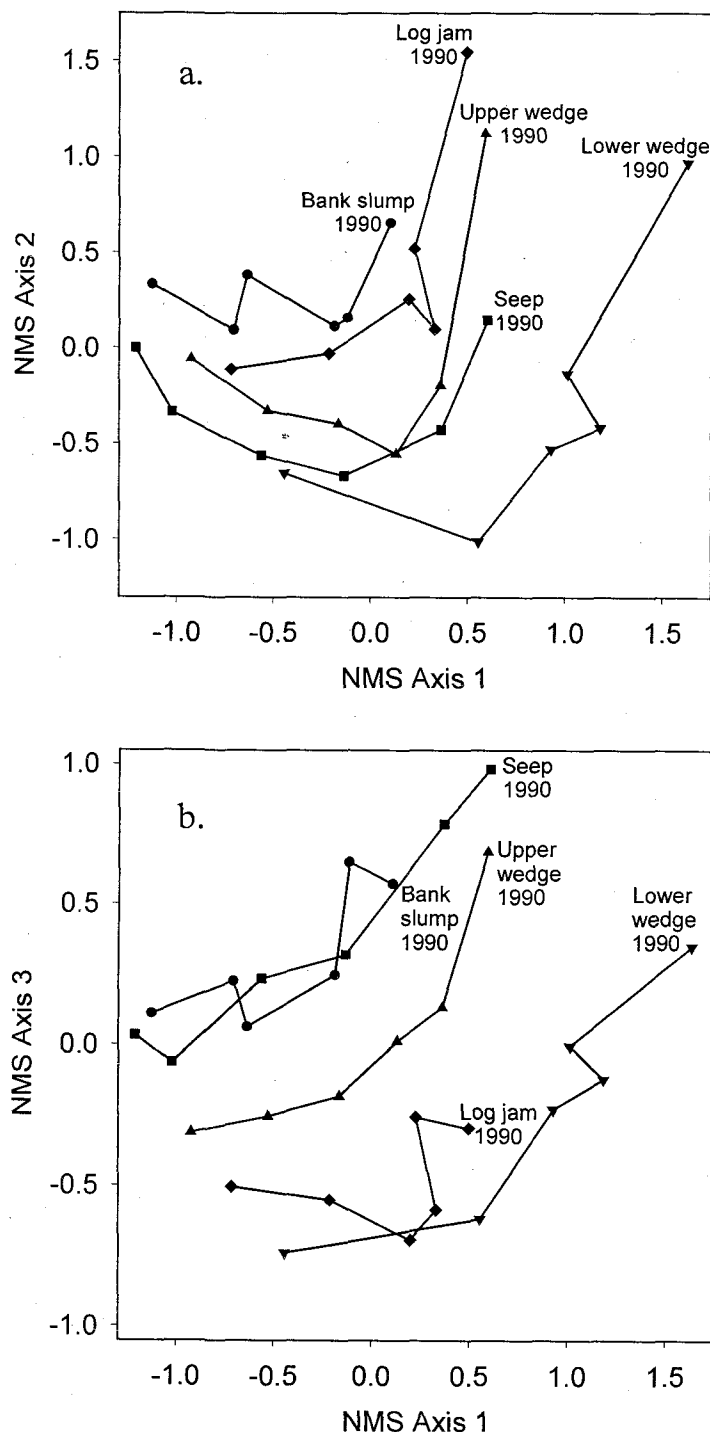 a.
Log jam
1990
Upper wedge
1990
Lower wedge
1990
Bank slump
1990
Seep
1990
1.5
1.0
0.5
0.0
-0.5
-1.0
NMS Axis 2
-1.0 -0.5 0.0 0.5 1.0 1.5
NMS Axis 1
b.
Seep
1990
Upper
wedge
1990
Bank
slump
1990
Lower
wedge
1990
Log jam
1990
1.0
0.5
0.0
-0.5
-1.0
NMS Axis 3
-1.0 -0.5 0.0 0.5 1.0 1.5
NMS Axis 1